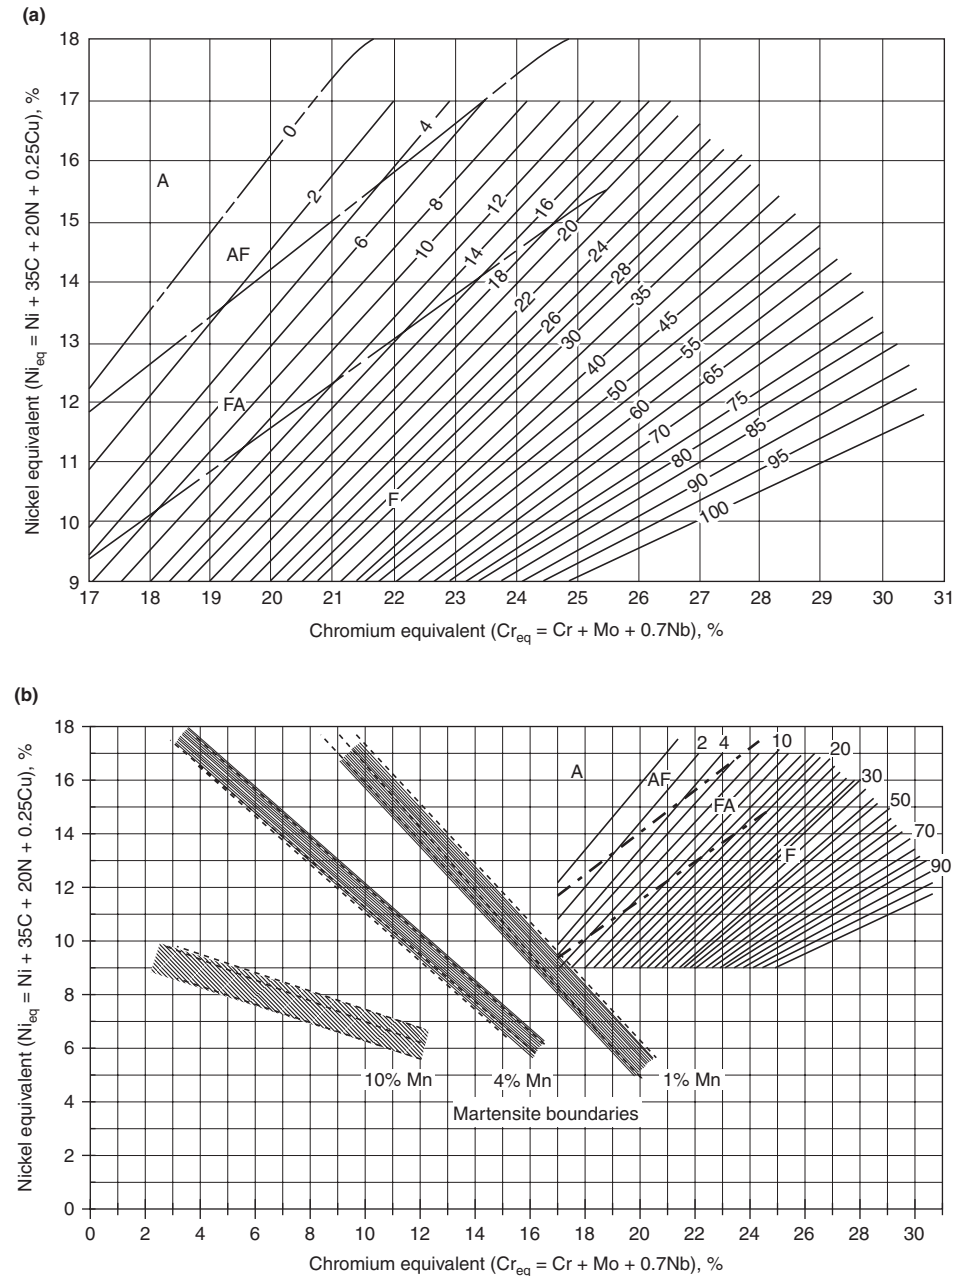 (a)
Nickel equivalent (Nieq = Ni + 35C + 20N + 0.25Cu), %
18
17
16
15
14
13
12
11
10
9
A
AF
FA
F
0
2
4
6
8
10
12
14
16
18
20
22
24
26
28
30
35
40
45
50
55
60
65
70
75
80
85
90
95
100
17 18 19 20 21 22 23 24 25 26 27 28 29 30 31
Chromium equivalent (Creq = Cr + Mo + 0.7Nb), %
(b)
Nickel equivalent (Nieq = Ni + 35C + 20N + 0.25Cu), %
18
16
14
12
10
8
6
4
2
0
A
AF
FA
F
2 4 10 20
30
50
70
90
10% Mn 4% Mn 1% Mn
Martensite boundaries
0 2 4 6 8 10 12 14 16 18 20 22 24 26 28 30
Chromium equivalent (Creq = Cr + Mo + 0.7Nb), %